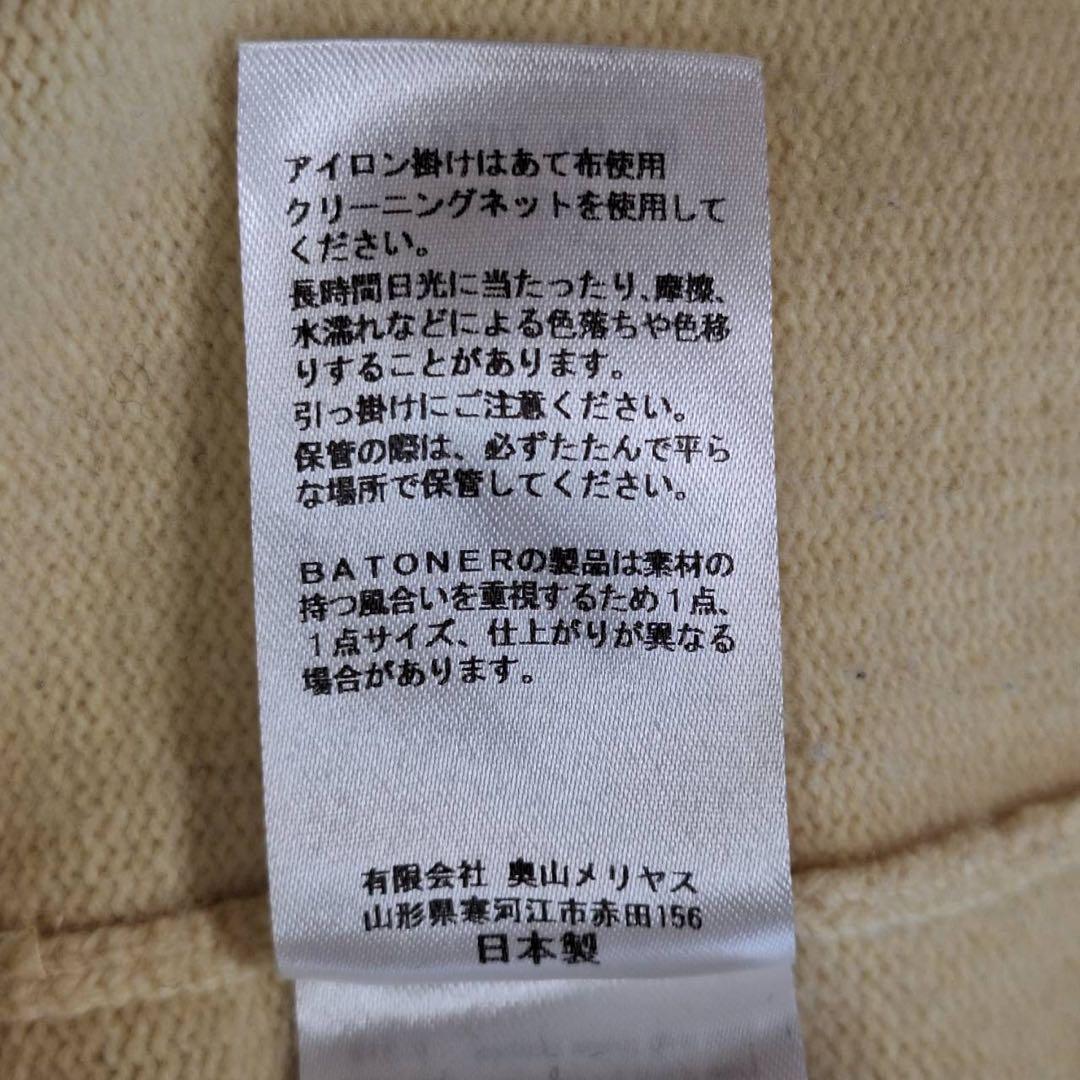 アイロン掛けはあて布使用
クリーニングネットを使用して
ください。
長時間日光に当たったり、摩擦、
水濡れなどによる色落ちや色移
りすることがあります。
引っ掛けにご注意ください。
保管の際は、必ずたたんで平ら
な場所で保管してください。
BATONERの製品は素材の
持つ風合いを重視するため1点、
1点サイズ、仕上がりが異なる
場合があります。
有限会社 奥山メリヤス
山形県寒河江市赤田156
日本製